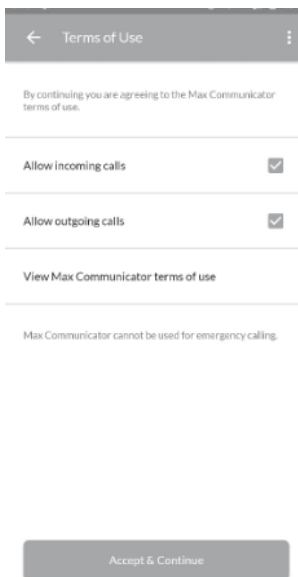 Terms of Use
By continuing you are agreeing to the Max Communicator
terms of use.
Allow incoming calls
Allow outgoing calls
View Max Communicator terms of use
Max Communicator cannot be used for emergency calling.
Accept & Continue